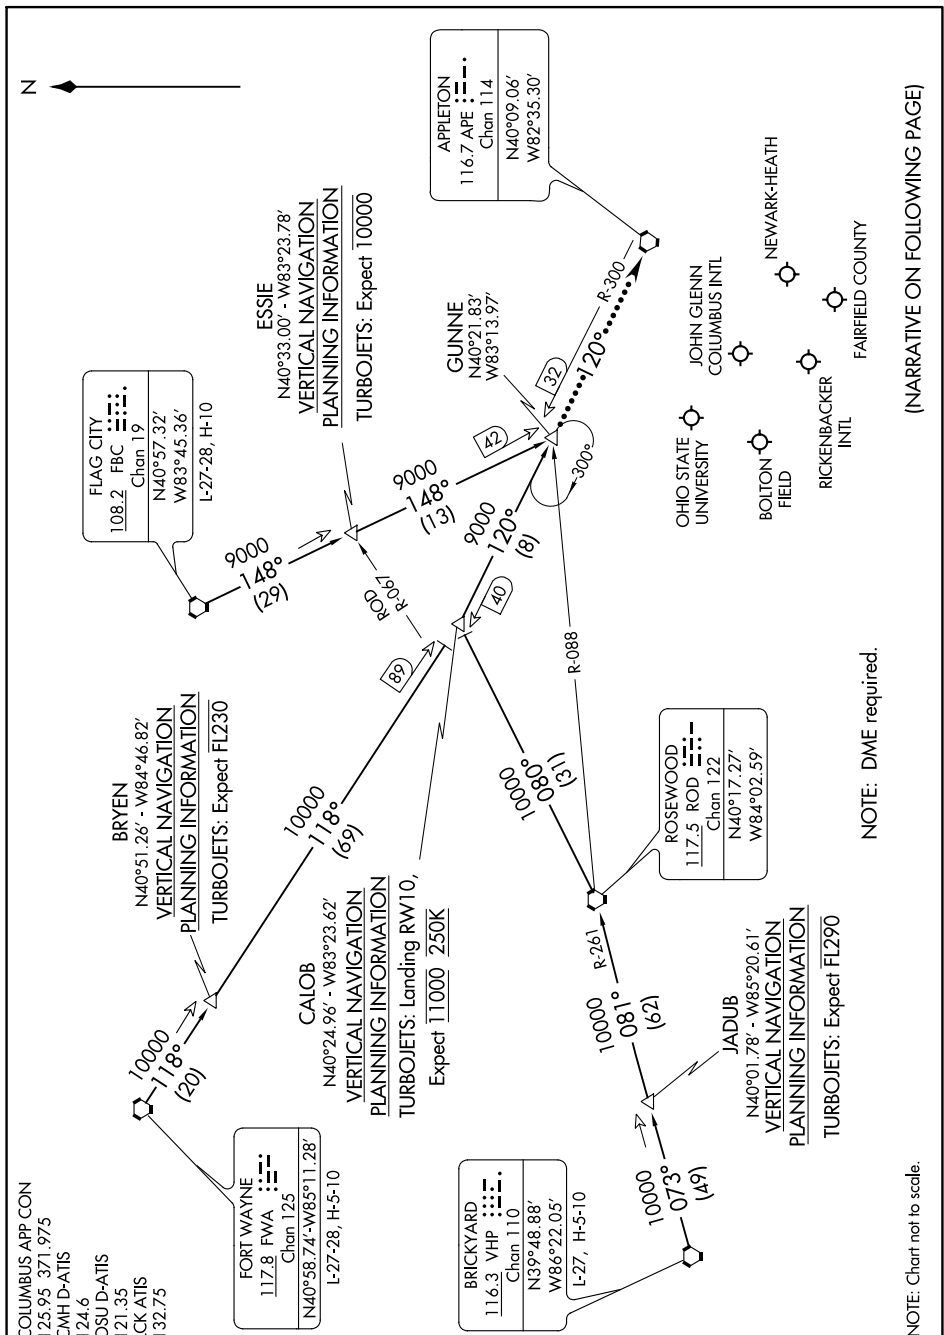 COLUMBUS APP CON
125.95 371.975
CMH D-ATIS
124.6
OSU D-ATIS
121.35
LCK ATIS
132.75
N
FORT WAYNE
117.8 FWA
Chan 125
N40°58.74'-W85°11.28'
L-27-28, H-5-10
10000
118°
(20)
BRYEN
N40°51.26' - W84°46.82'
VERTICAL NAVIGATION
PLANNING INFORMATION
TURBOJETS: Expect FL230
10000
118°
(69)
89
FLAG CITY
108.2 FBC
Chan 19
N40°57.32'
W83°45.36'
L-27-28, H-10
9000
148°
(29)
ESSIE
N40°33.00' - W83°23.78'
VERTICAL NAVIGATION
PLANNING INFORMATION
TURBOJETS: Expect 10000
ROD
R-067
9000
148°
(13)
42
CALOB
N40°24.96' - W83°23.62'
VERTICAL NAVIGATION
PLANNING INFORMATION
TURBOJETS: Landing RW10,
Expect 11000 250K
40
9000
120°
(8)
GUNNE
N40°21.83'
W83°13.97'
300°
32
120°
R-300
APPLETON
116.7 APE
Chan 114
N40°09.06'
W82°35.30'
BRICKYARD
116.3 VHP
Chan 110
N39°48.88'
W86°22.05'
L-27, H-5-10
10000
073°
(49)
JADUB
N40°01.78' - W85°20.61'
VERTICAL NAVIGATION
PLANNING INFORMATION
TURBOJETS: Expect FL290
10000
081°
(62)
R-261
ROSEWOOD
117.5 ROD
Chan 122
N40°17.27'
W84°02.59'
10000
080°
(31)
R-088
OHIO STATE
UNIVERSITY
JOHN GLENN
COLUMBUS INTL
BOLTON
FIELD
RICKENBACKER
INTL
NEWARK-HEATH
FAIRFIELD COUNTY
NOTE: DME required.
NOTE: Chart not to scale.
(NARRATIVE ON FOLLOWING PAGE)